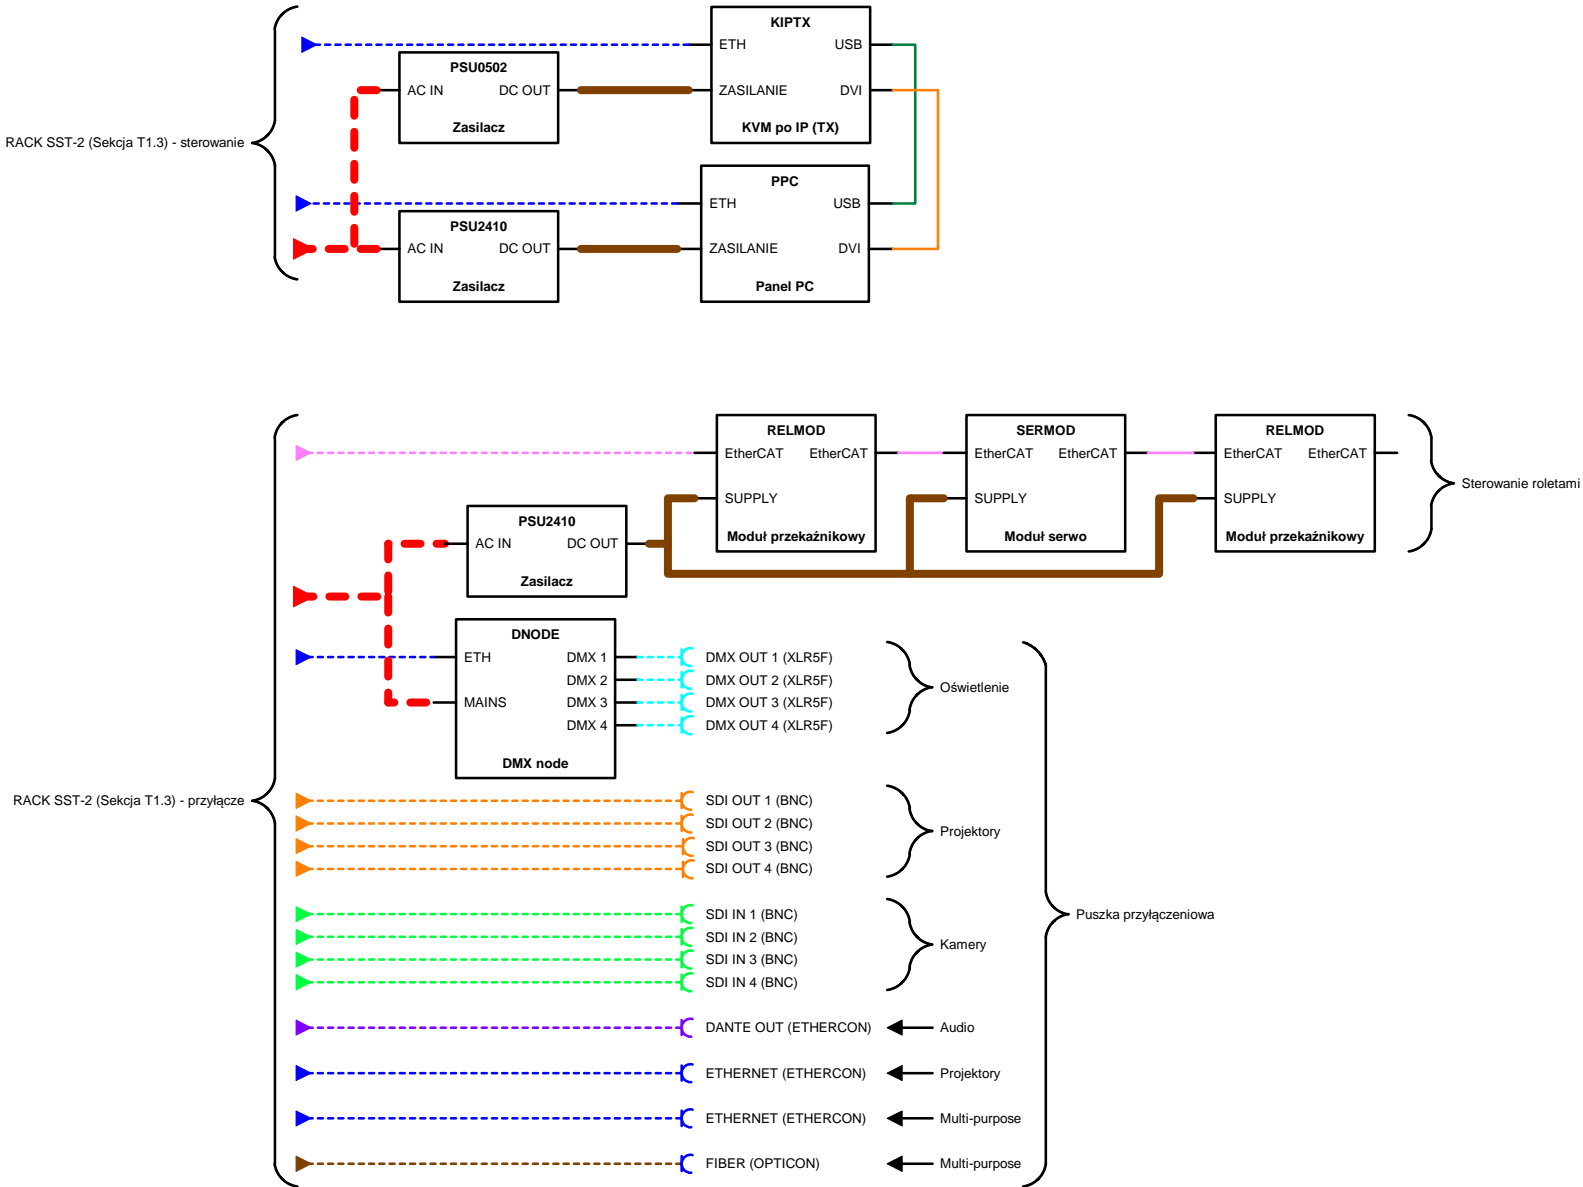 KIPTX
ETH USB
PSU0502
AC IN DC OUT
ZASILANIE DVI
Zasilacz
KVM po IP (TX)
RACK SST-2 (Sekcja T1.3) - sterowanie
PPC
ETH USB
PSU2410
AC IN DC OUT
ZASILANIE DVI
Zasilacz
Panel PC
RELMOD
EtherCAT EtherCAT
SUPPLY
Moduł przekaźnikowy
SERMOD
EtherCAT EtherCAT
SUPPLY
Moduł serwo
RELMOD
EtherCAT EtherCAT
SUPPLY
Moduł przekaźnikowy
Sterowanie roletami
PSU2410
AC IN DC OUT
Zasilacz
DNODE
ETH DMX 1
DMX 2
MAINS DMX 3
DMX 4
DMX node
DMX OUT 1 (XLR5F)
DMX OUT 2 (XLR5F)
DMX OUT 3 (XLR5F)
DMX OUT 4 (XLR5F)
Oświetlenie
RACK SST-2 (Sekcja T1.3) - przyłącze
SDI OUT 1 (BNC)
SDI OUT 2 (BNC)
SDI OUT 3 (BNC)
SDI OUT 4 (BNC)
Projektory
SDI IN 1 (BNC)
SDI IN 2 (BNC)
SDI IN 3 (BNC)
SDI IN 4 (BNC)
Kamery
Puszka przyłączeniowa
DANTE OUT (ETHERCON) Audio
ETHERNET (ETHERCON) Projektory
ETHERNET (ETHERCON) Multi-purpose
FIBER (OPTICON) Multi-purpose